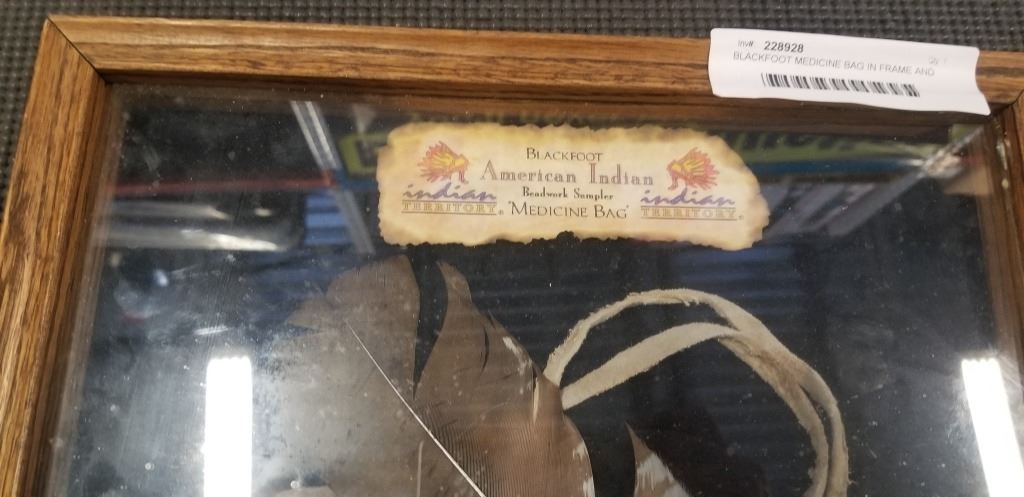 Inv#: 228928
BLACKFOOT MEDICINE BAG IN FRAME AND
BLACKFOOT
American Indian
Beadwork Sampler
'MEDICINE BAG'
indian
TERRITORY®
indian
TERRITORY®